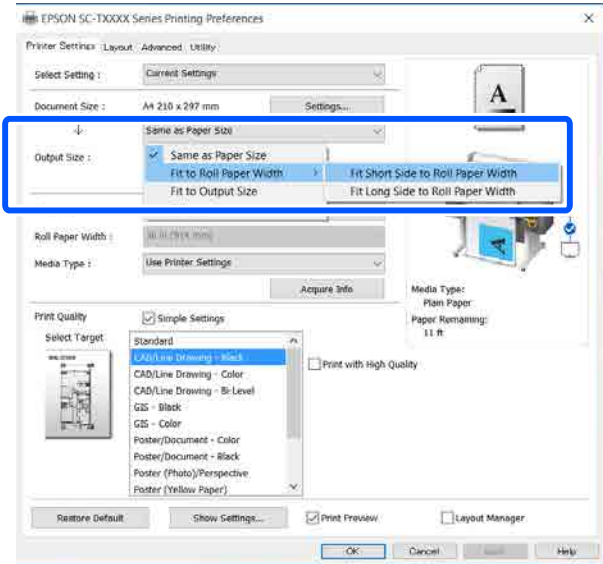 EPSON SC-TXXXX Series Printing Preferences
Printer Settings Layout Advanced Utility
Select Setting : Current Settings
Document Size : A4 210 x 297 mm Settings...
Same as Paper Size
Output Size : Same as Paper Size
Fit to Roll Paper Width Fit Short Side to Roll Paper Width
Fit to Output Size Fit Long Side to Roll Paper Width
Roll Paper Width :
Media Type : Use Printer Settings
Acquire Info
Media Type:
Plain Paper
Paper Remaining:
11 ft
Print Quality Simple Settings
Select Target
Standard
CAD/Line Drawing - Black
CAD/Line Drawing - Color
CAD/Line Drawing - Bi-Level
GIS - Black
GIS - Color
Poster/Document - Color
Poster/Document - Black
Poster (Photo)/Perspective
Poster (Yellow Paper)
Print with High Quality
Restore Default Show Settings... Print Preview Layout Manager
OK Cancel Help
A
A